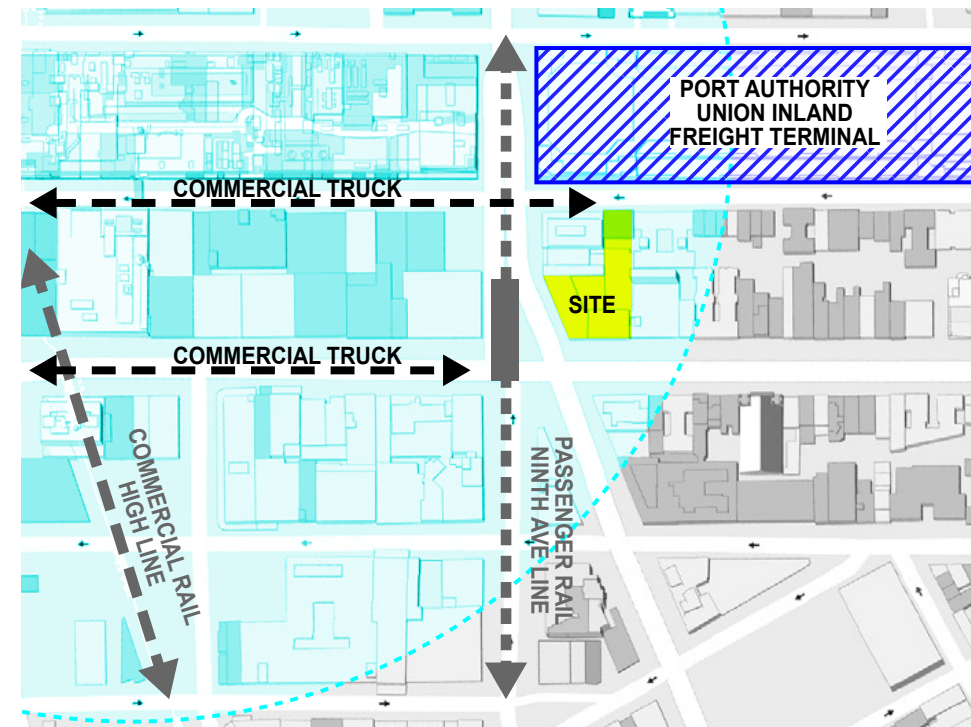 PORT AUTHORITY
UNION INLAND
FREIGHT TERMINAL
COMMERCIAL TRUCK
SITE
COMMERCIAL TRUCK
COMMERCIAL RAIL
HIGH LINE
PASSENGER RAIL
NINTH AVE LINE